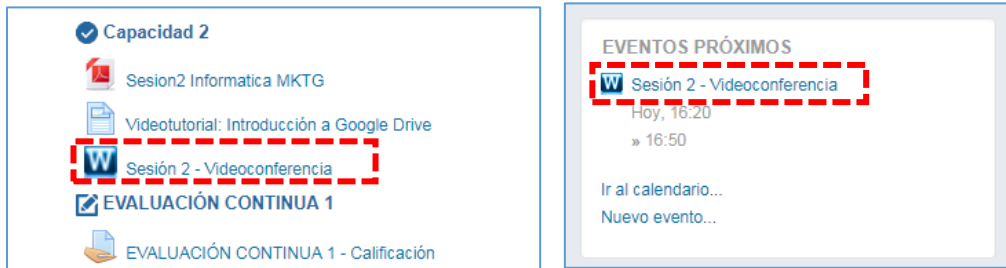 Capacidad 2
Sesion2 Informatica MKTG
Videotutorial: Introducción a Google Drive
W Sesión 2 - Videoconferencia
EVALUACIÓN CONTINUA 1
EVALUACIÓN CONTINUA 1 - Calificación
EVENTOS PRÓXIMOS
W Sesión 2 - Videoconferencia
Hoy, 16:20
» 16:50
Ir al calendario...
Nuevo evento...